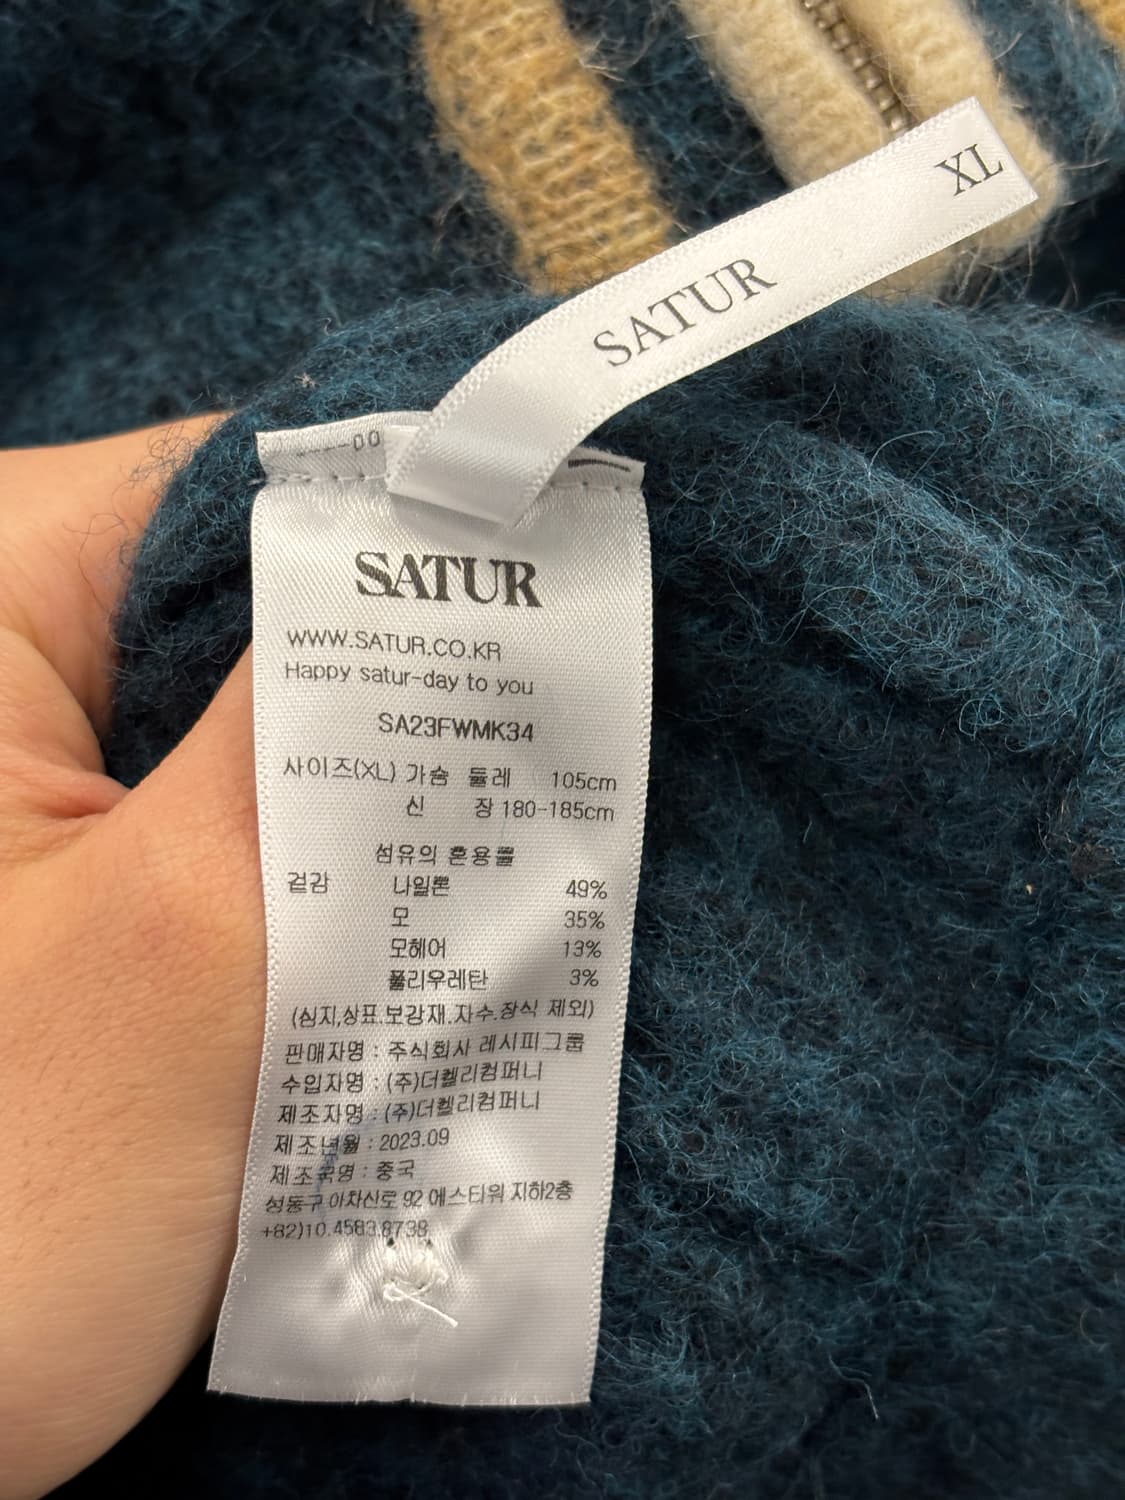 XL
SATUR
-00
SATUR
WWW.SATUR.CO.KR
Happy satur-day to you
SA23FWMK34
사이즈(XL) 가슴 둘레 105cm
신 장 180-185cm
섬유의 혼용률
겉감 나일론 49%
모 35%
모헤어 13%
폴리우레탄 3%
(심지,상표.보강재.자수.장식 제외)
판매자명 : 주식회사 레시피그룹
수입자명 : (주)더켈리컴퍼니
제조자명 : (주)더켈리컴퍼니
제조년월 : 2023.09
제조국명 : 중국
성동구 아차산로 92 에스타워 지하2층
+82)10.4583.8738